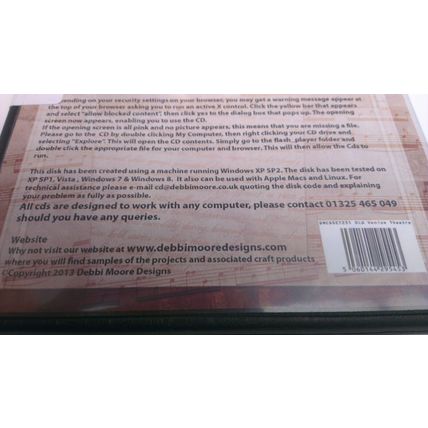 ending on your security settings on your browser, you may get a warning message appear at
the top of your browser asking you to run an active X control. Click the yellow bar that appears
and select "allow blocked content", then click yes to the dialog box that pops up. The opening
screen now appears, enabling you to use the CD.
If the opening screen is all pink and no picture appears, this means that you are missing a file.
Please go to the CD by double clicking My Computer, then right clicking your CD drive and
selecting "Explore". This will open the CD contents. Simply go to the flash_player folder and
double click the appropriate file for your computer and browser. This will then allow the Cds to
run.
This disk has been created using a machine running Windows XP SP2. The disk has been tested on
XP SP1, Vista, Windows 7 & Windows 8. It also can be used with Apple Macs and Linux. For
technical assistance please e-mail cd@debbimoore.co.uk quoting the disk code and explaining
your problem as fully as possible.
All cds are designed to work with any computer, please contact 01325 465 049
should you have any queries.
Website
Why not visit our website at www.debbimooredesigns.com
where you will find samples of the projects and associated craft products
©Copyright 2013 Debbi Moore Designs
Old Venice Theatre
5 060144 295453